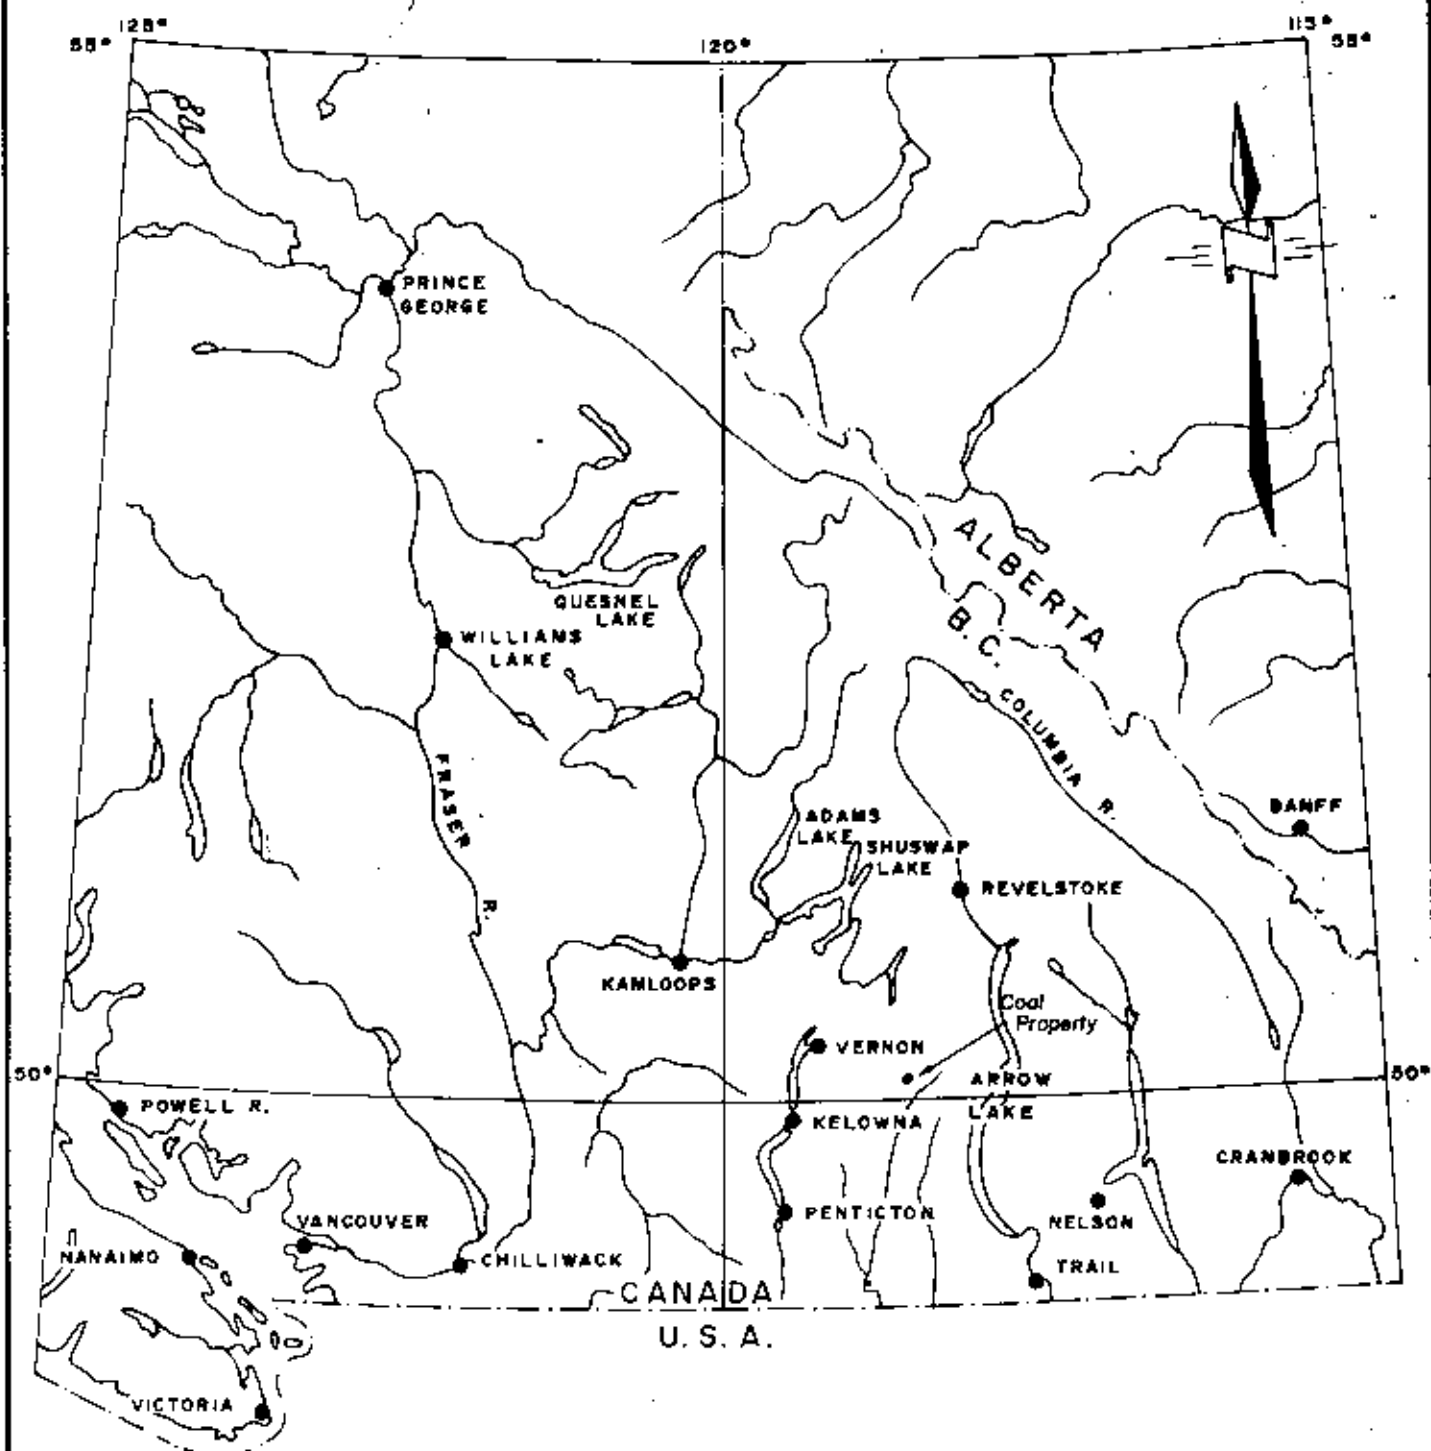 125°
55°
120°
115°
55°
PRINCE
GEORGE
ALBERTA
B.C.
QUESNEL
LAKE
WILLIAMS
LAKE
COLUMBIA R.
FRASER R.
BANFF
ADAMS
LAKE
SHUSWAP
LAKE
REVELSTOKE
KAMLOOPS
Coal
Property
VERNON
50°
50°
ARROW
LAKE
POWELL R.
KELOWNA
CRANBROOK
PENTICTON
NELSON
VANCOUVER
NANAIMO
CHILLIWACK
TRAIL
CANADA
U.S.A.
VICTORIA